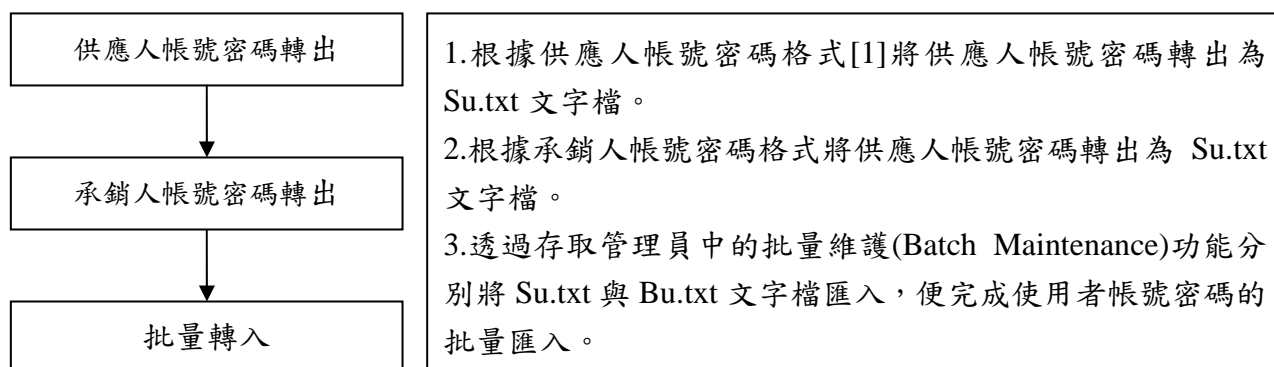 供應人帳號密碼轉出
承銷人帳號密碼轉出
批量轉入
1.根據供應人帳號密碼格式[1]將供應人帳號密碼轉出為
Su.txt 文字檔。
2.根據承銷人帳號密碼格式將供應人帳號密碼轉出為 Su.txt
文字檔。
3.透過存取管理員中的批量維護(Batch Maintenance)功能分
別將 Su.txt 與 Bu.txt 文字檔匯入，便完成使用者帳號密碼的
批量匯入。